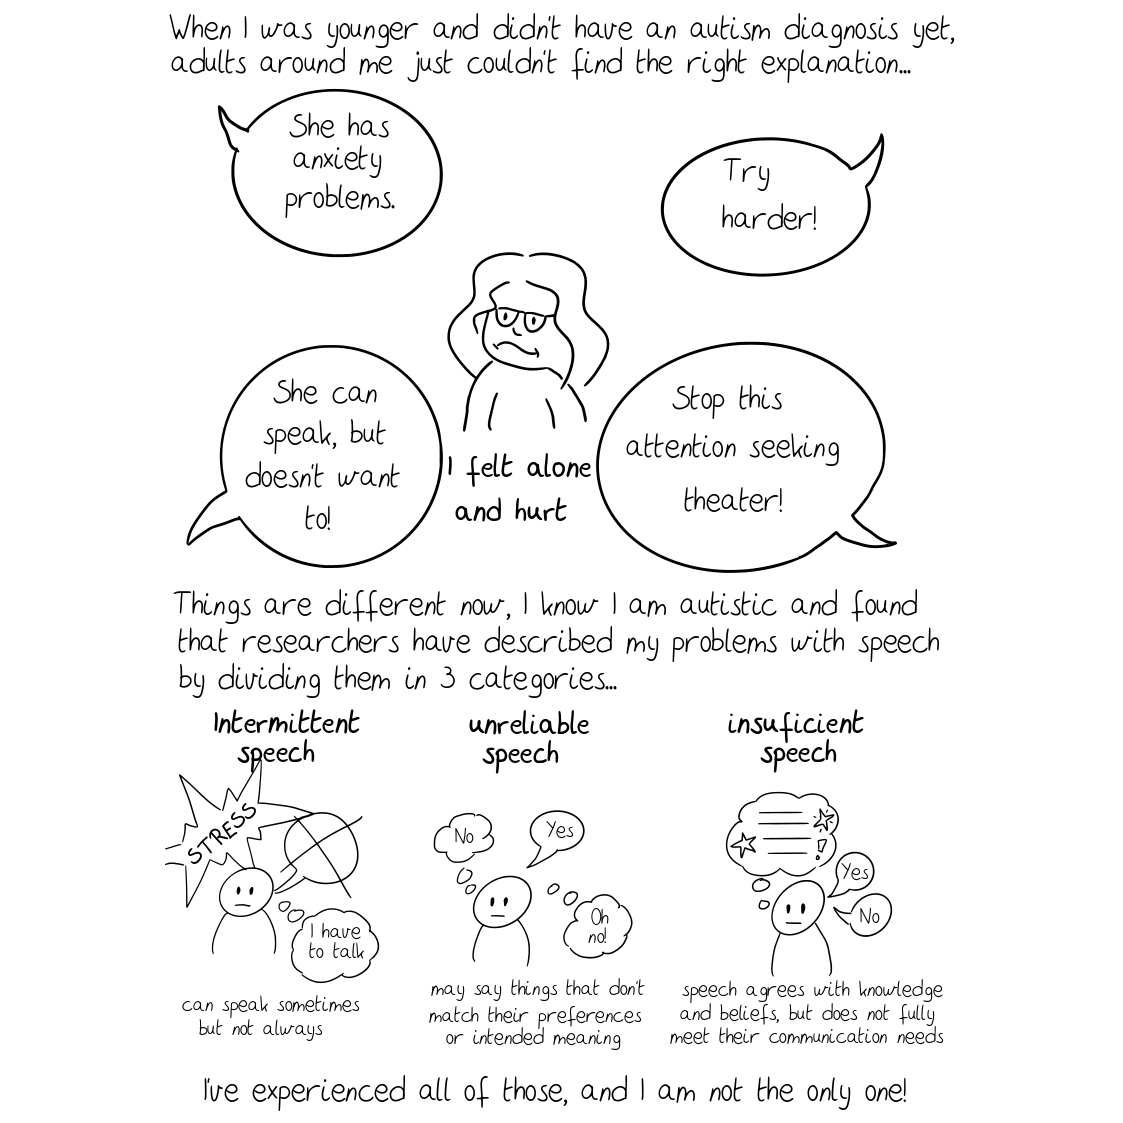 When I was younger and didn't have an autism diagnosis yet,
adults around me just couldn't find the right explanation...
She has
anxiety
problems.
Try
harder!
She can
speak, but
doesn't want
to!
Stop this
attention seeking
theater!
I felt alone
and hurt
Things are different now, I know I am autistic and found
that researchers have described my problems with speech
by dividing them in 3 categories...
Intermittent
speech
STRESS
I have
to talk
can speak sometimes
but not always
unreliable
speech
No
Yes
Oh
no!
may say things that don't
match their preferences
or intended meaning
insuficient
speech
!
Yes
No
speech agrees with knowledge
and beliefs, but does not fully
meet their communication needs
I've experienced all of those, and I am not the only one!